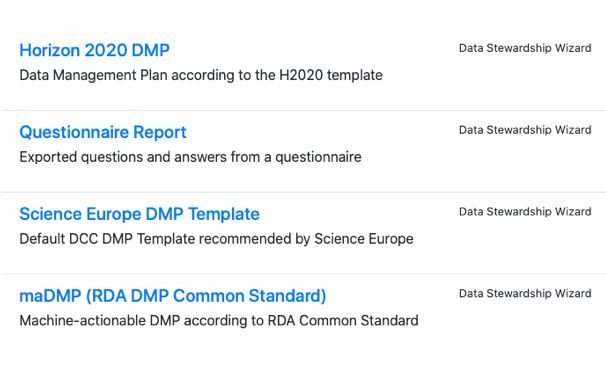 Horizon 2020 DMP
Data Stewardship Wizard
Data Management Plan according to the H2020 template
Questionnaire Report
Data Stewardship Wizard
Exported questions and answers from a questionnaire
Science Europe DMP Template
Data Stewardship Wizard
Default DCC DMP Template recommended by Science Europe
maDMP (RDA DMP Common Standard)
Data Stewardship Wizard
Machine-actionable DMP according to RDA Common Standard